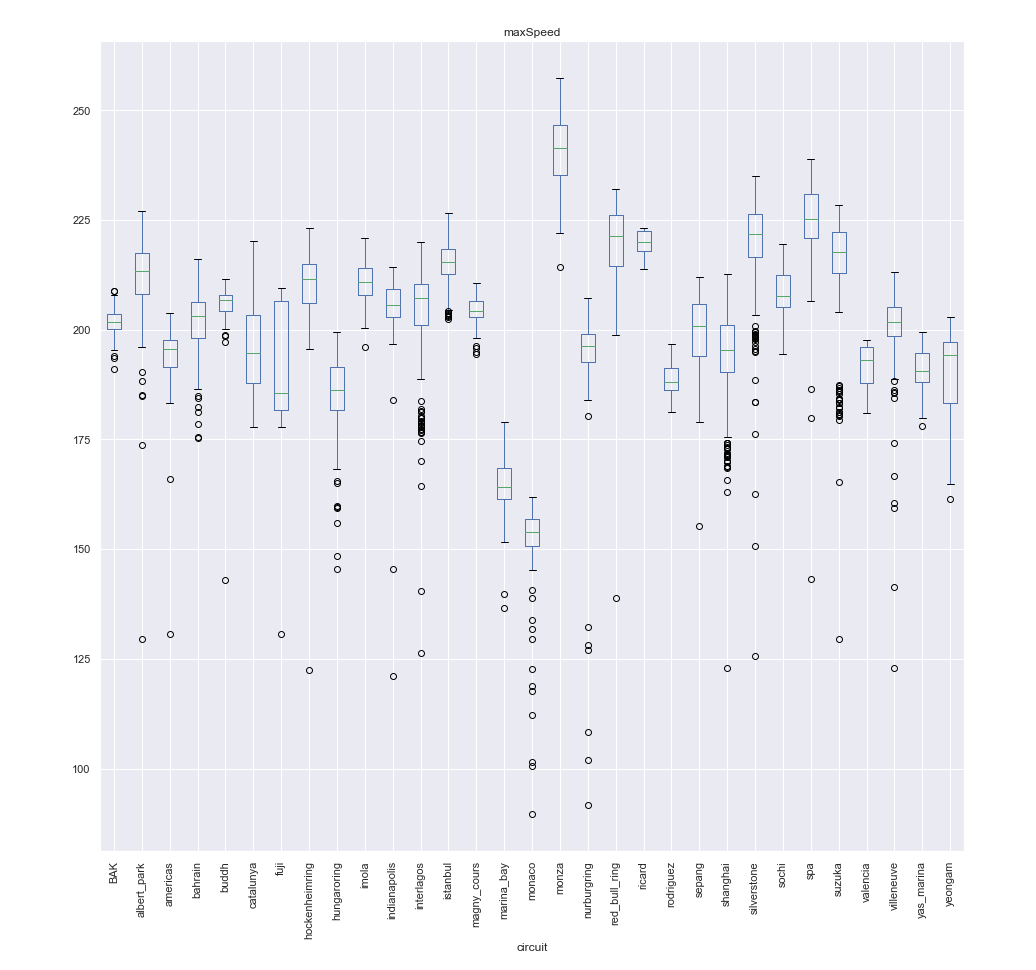 maxSpeed
250
225
200
175
150
125
100
BAK
albert_park
americas
bahrain
buddh
catalunya
fuji
hockenheimring
hungaroring
imola
indianapolis
interlagos
istanbul
magny_cours
marina_bay
monaco
monza
nurburgring
red_bull_ring
ricard
rodriguez
sepang
shanghai
silverstone
sochi
spa
suzuka
valencia
villeneuve
yas_marina
yeongam
circuit